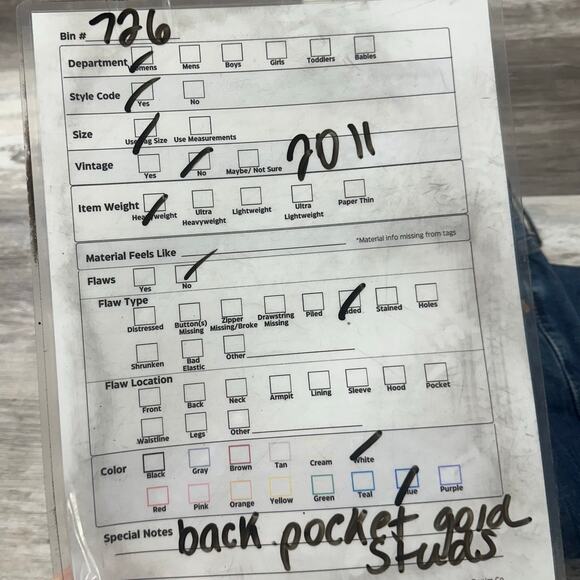 Bin # 726
Department Womens Mens Boys Girls Toddlers Babies
Style Code Yes No
Size Use Tag Size Use Measurements
Vintage Yes No Maybe/ Not Sure 2011
Item Weight Heavyweight Ultra Heavyweight Lightweight Ultra Lightweight Paper Thin
Material Feels Like *Material info missing from tags
Flaws Yes No
Flaw Type Distressed Button(s) Missing Zipper Missing/Broke Drawstring Missing Piled Faded Stained Holes
Shrunken Bad Elastic Other
Flaw Location Front Back Neck Armpit Lining Sleeve Hood Pocket
Waistline Legs Other
Color Black Gray Brown Tan Cream White
Red Pink Orange Yellow Green Teal Blue Purple
Special Notes back pocket gold
studs